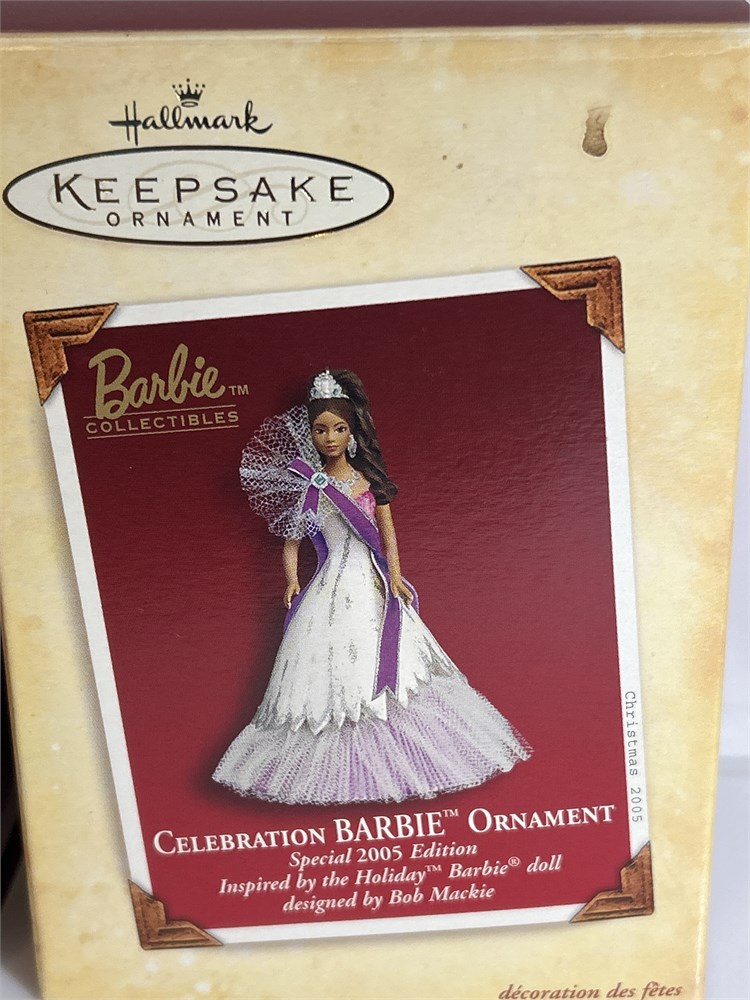 Hallmark
KEEPSAKE
ORNAMENT
Barbie™
COLLECTIBLES
Christmas 2005
CELEBRATION BARBIE™ ORNAMENT
Special 2005 Edition
Inspired by the Holiday™ Barbie® doll
designed by Bob Mackie
décoration des fêtes